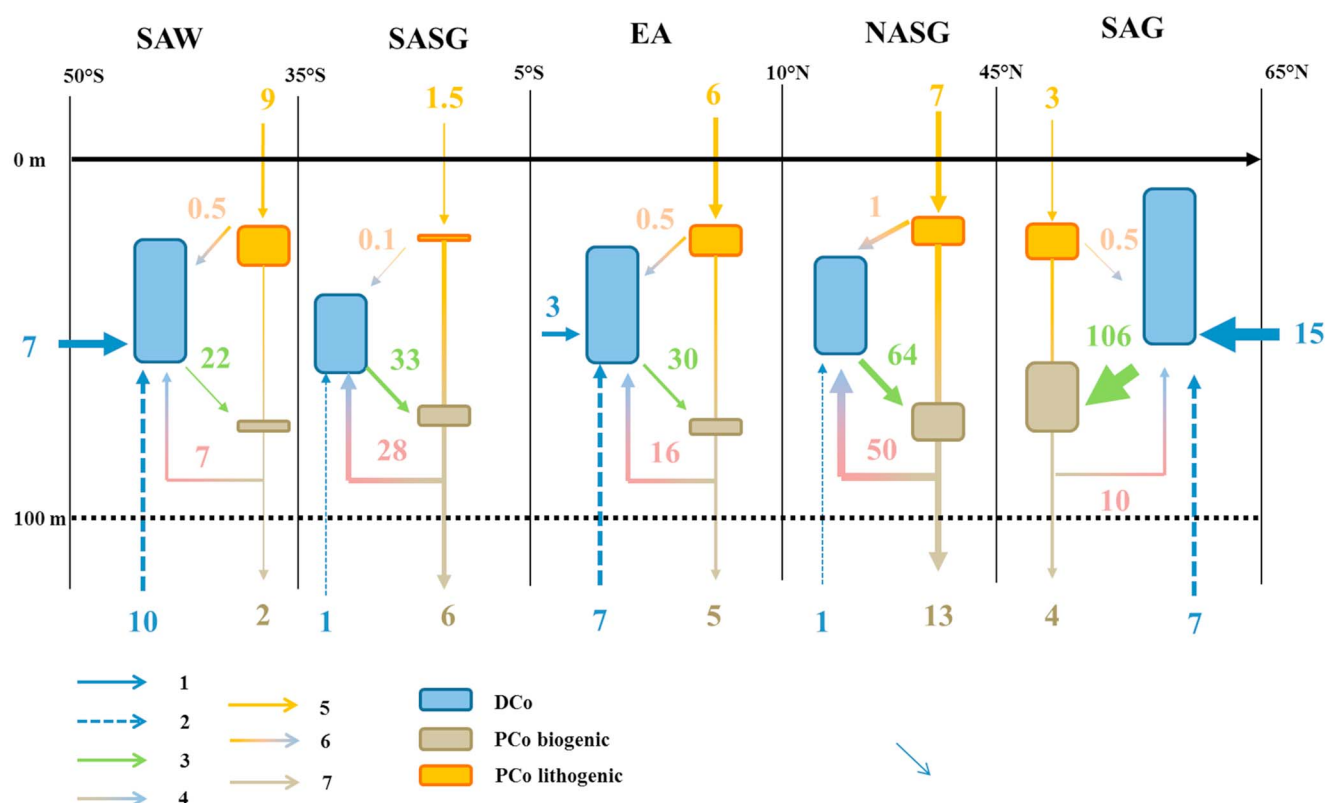 SAW SASG EA NASG SAG
50°S 35°S 5°S 10°N 45°N 65°N
9 1.5 6 7 3
0 m
0.5 0.1 0.5 1 0.5
7 22 33 3 30 64 106 15
7 28 16 50 10
100 m
10 2 1 6 7 5 1 13 4 7
1
2
3
4
5
6
7
DCo
PCo biogenic
PCo lithogenic